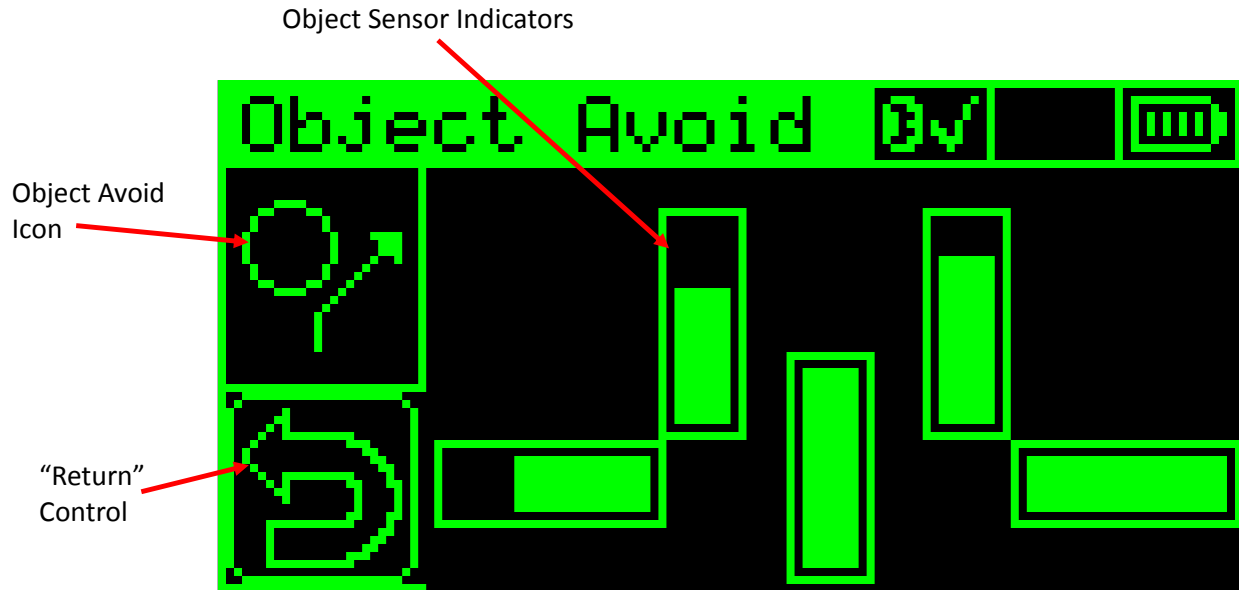 Object Sensor Indicators
Object Avoid
Object Avoid
Icon
“Return”
Control